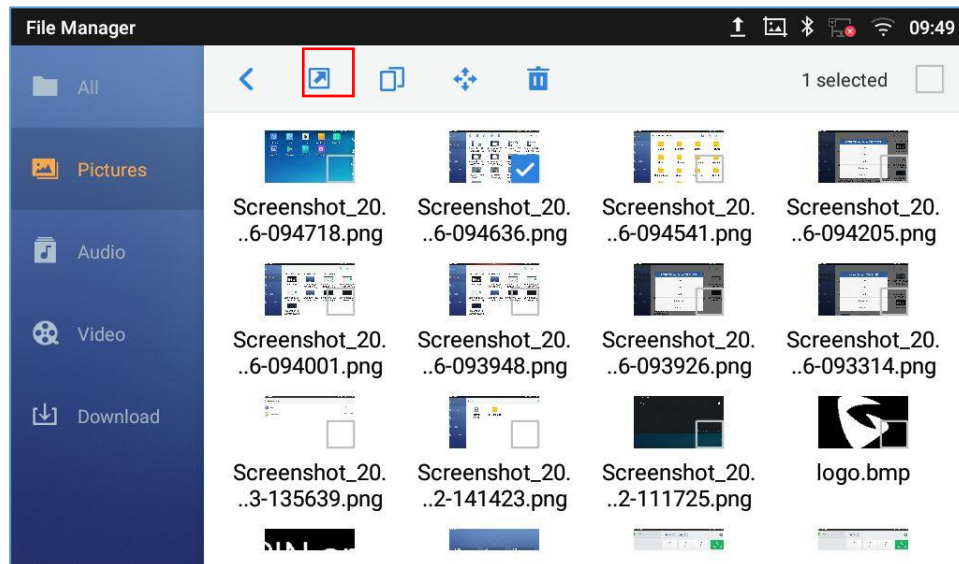 File Manager
09:49
All
1 selected
Pictures
Screenshot_20.
..6-094718.png
Screenshot_20.
..6-094636.png
Screenshot_20.
..6-094541.png
Screenshot_20.
..6-094205.png
Audio
Video
Screenshot_20.
..6-094001.png
Screenshot_20.
..6-093948.png
Screenshot_20.
..6-093926.png
Screenshot_20.
..6-093314.png
Download
Screenshot_20.
..3-135639.png
Screenshot_20.
..2-141423.png
Screenshot_20.
..2-111725.png
logo.bmp